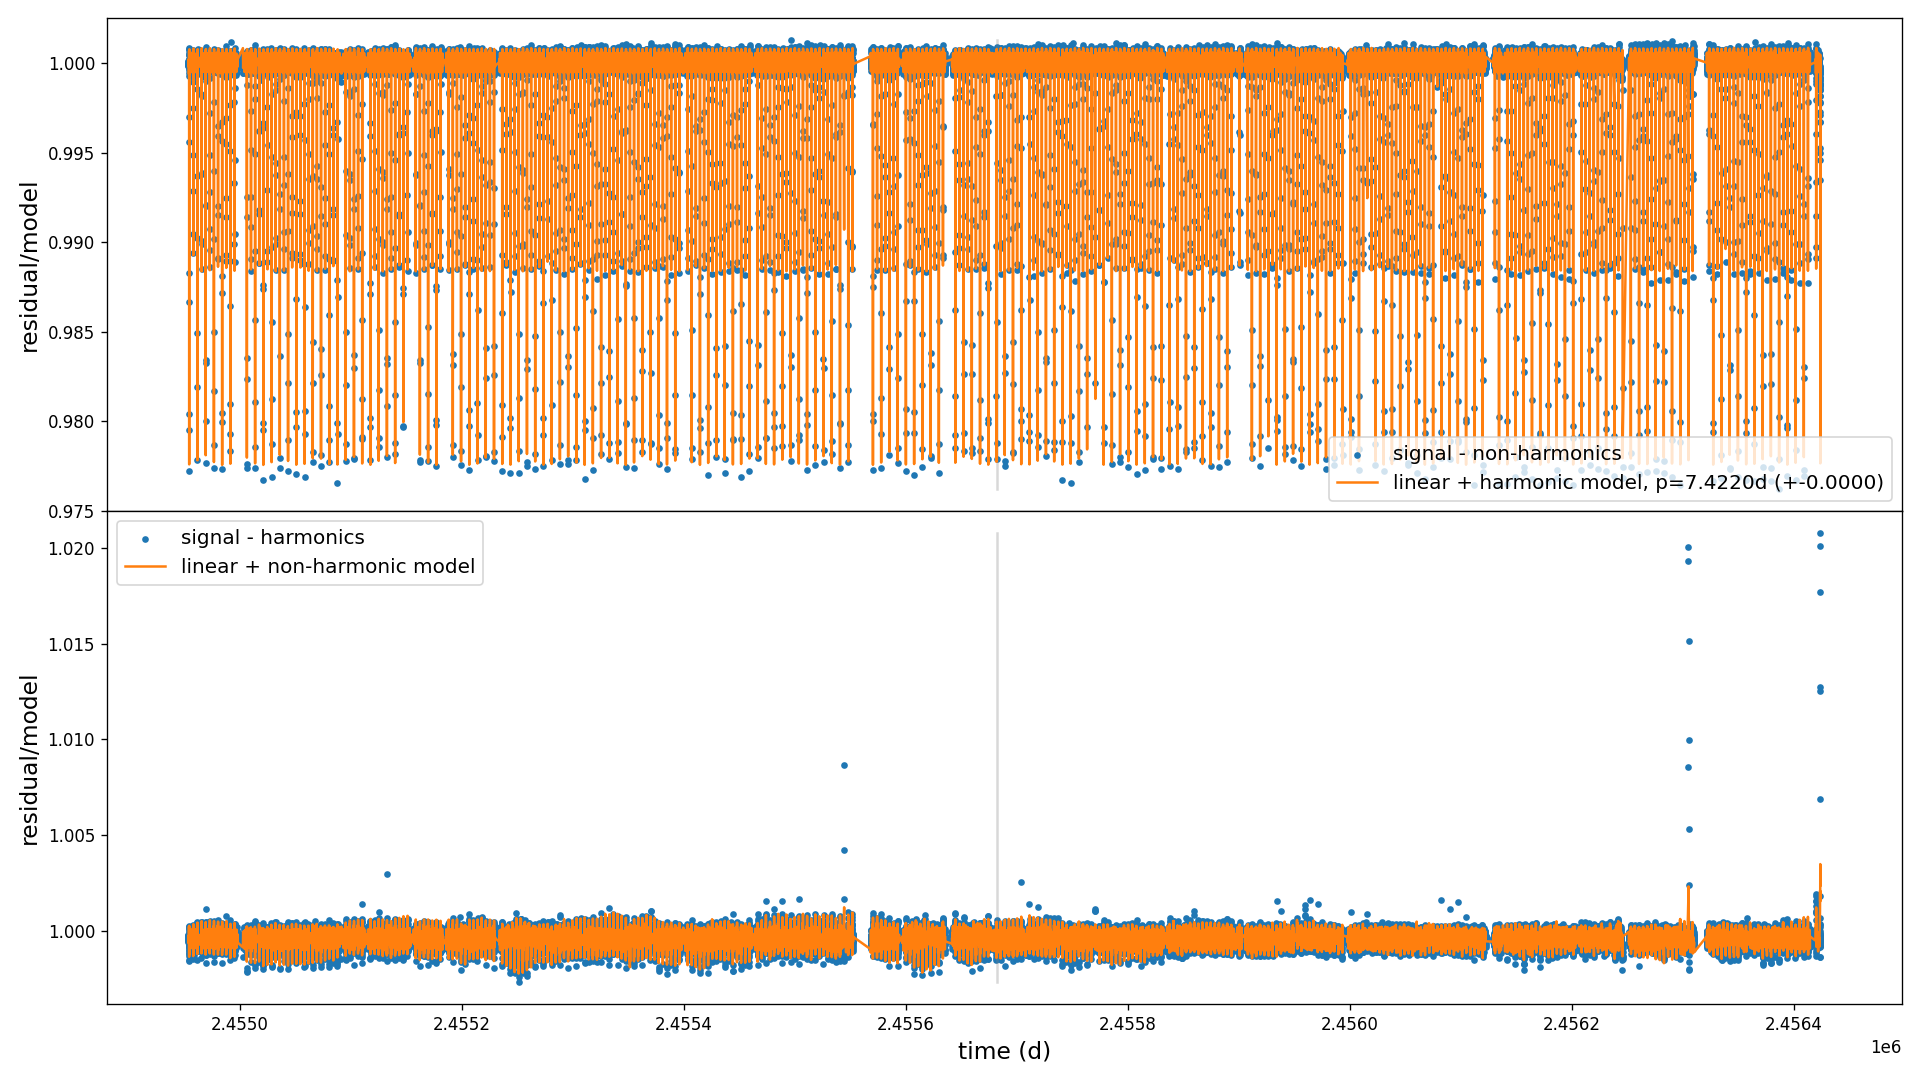 1.000
0.995
0.990
0.985
0.980
0.975
residual/model
signal - non-harmonics
linear + harmonic model, p=7.4220d (+-0.0000)
signal - harmonics
linear + non-harmonic model
1.020
1.015
1.010
1.005
1.000
residual/model
2.4550
2.4552
2.4554
2.4556
2.4558
2.4560
2.4562
2.4564
time (d)
1e6